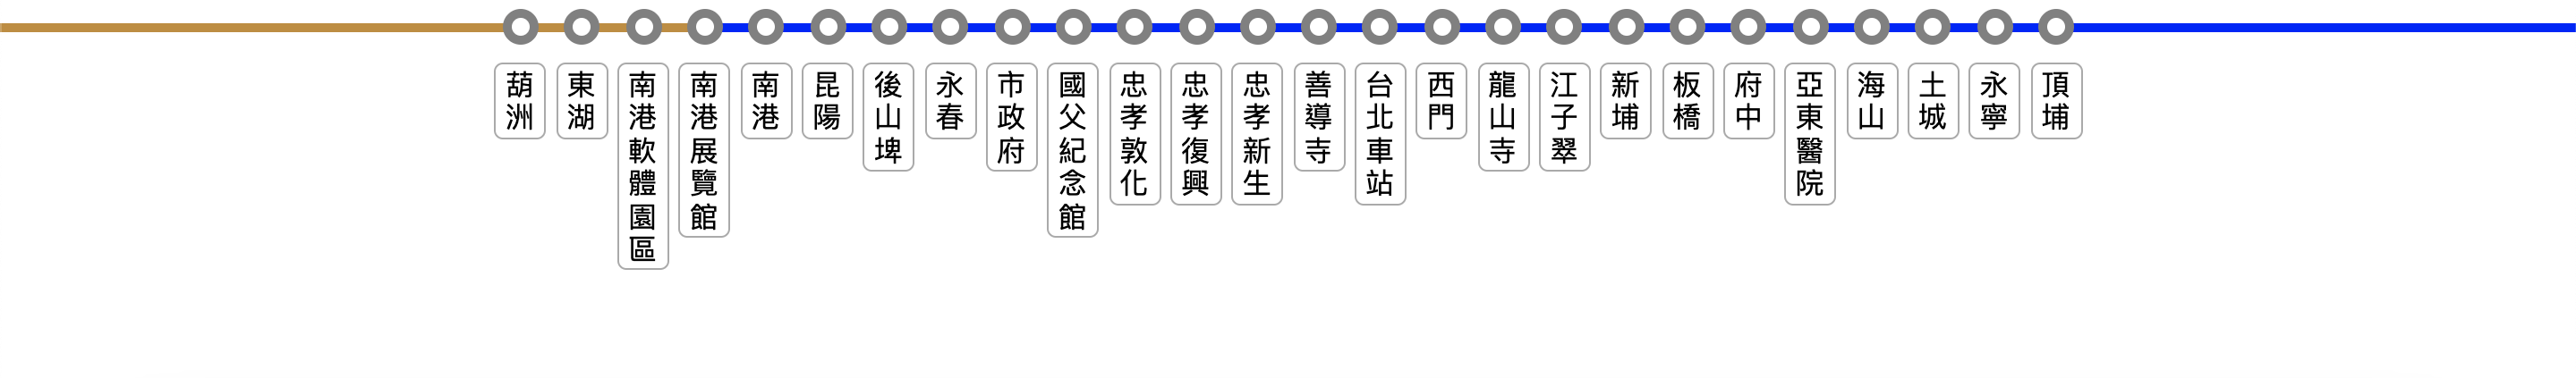 葫洲
東湖
南港軟體園區
南港展覽館
南港
昆陽
後山埤
永春
市政府
國父紀念館
忠孝敦化
忠孝復興
忠孝新生
善導寺
台北車站
西門
龍山寺
江子翠
新埔
板橋
府中
亞東醫院
海山
土城
永寧
頂埔